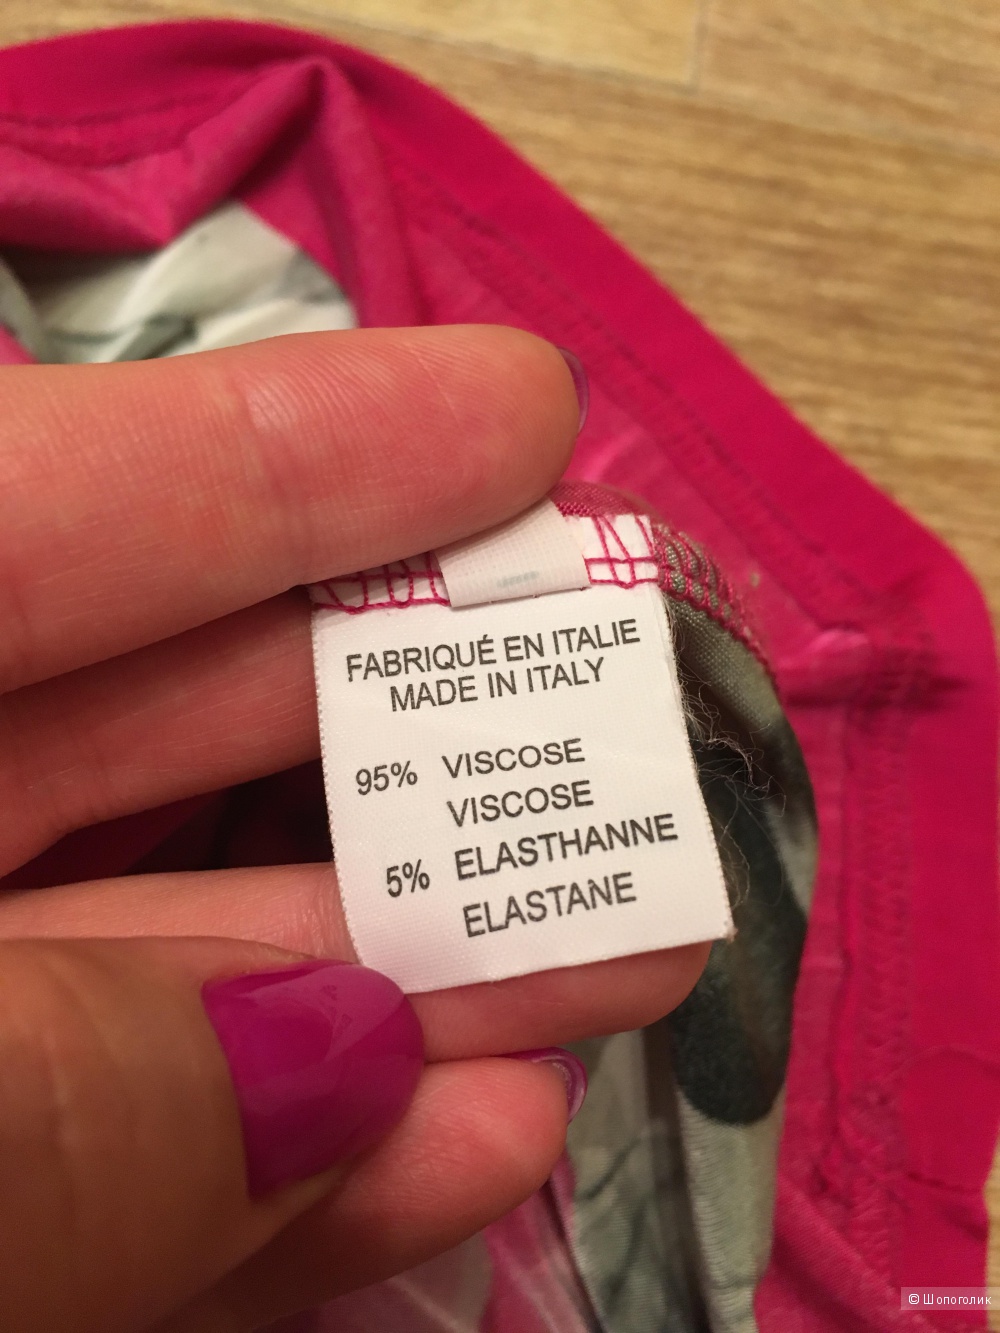 FABRIQUÉ EN ITALIE
MADE IN ITALY
95% VISCOSE
VISCOSE
5% ELASTHANNE
ELASTANE
© Шопоголик